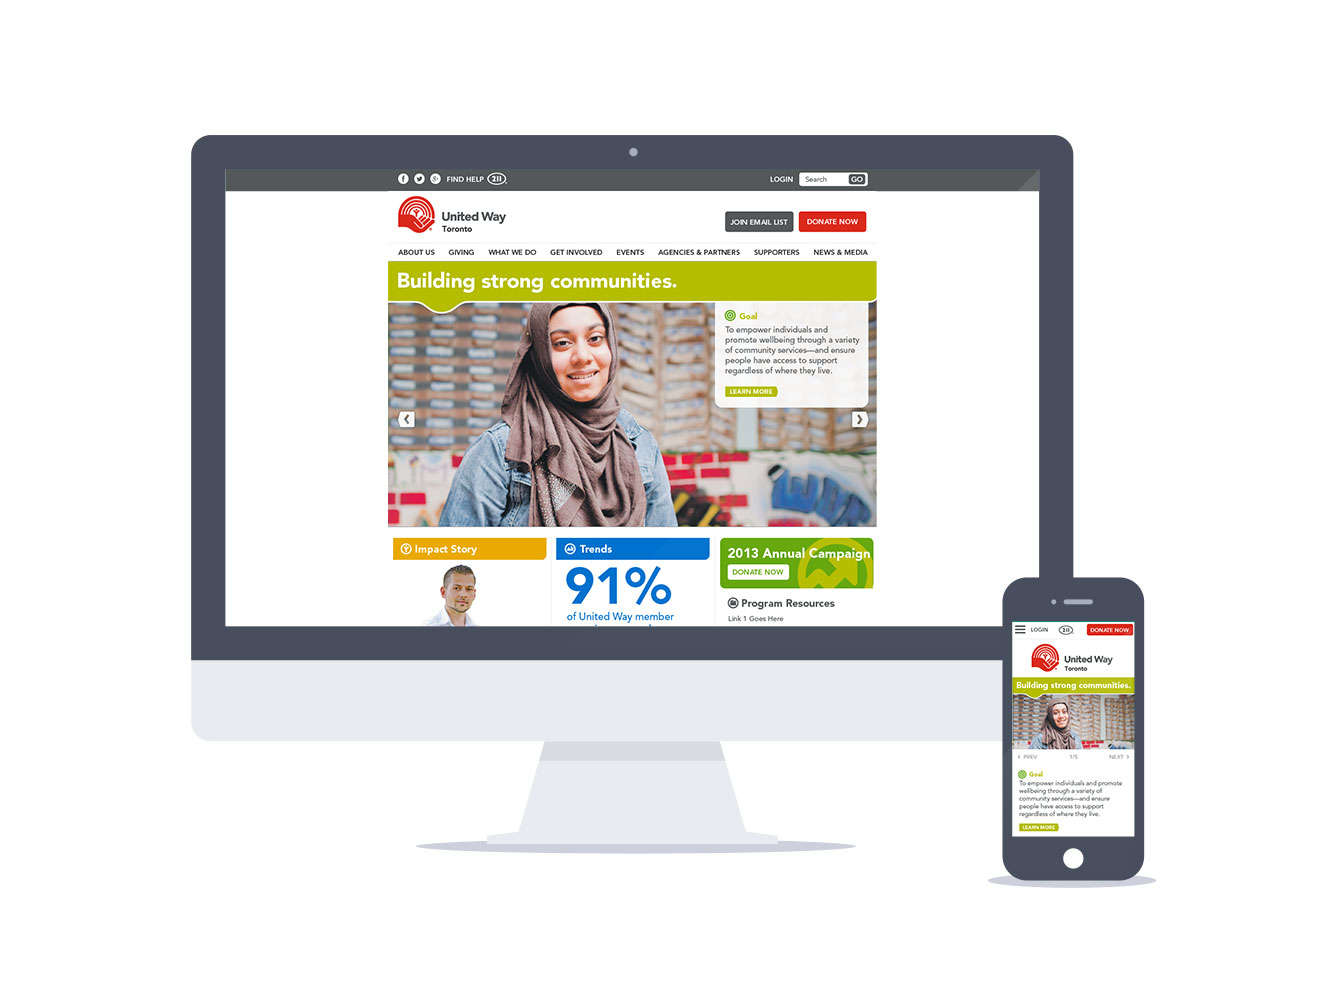 FIND HELP 211
LOGIN Search GO
United Way
Toronto
JOIN EMAIL LIST DONATE NOW
ABOUT US GIVING WHAT WE DO GET INVOLVED EVENTS AGENCIES & PARTNERS SUPPORTERS NEWS & MEDIA
Building strong communities.
Goal
To empower individuals and
promote wellbeing through a variety
of community services—and ensure
people have access to support
regardless of where they live.
LEARN MORE
Impact Story
Trends
91%
of United Way member
2013 Annual Campaign
DONATE NOW
Program Resources
Link 1 Goes Here
LOGIN 211 DONATE NOW
United Way
Toronto
Building strong communities.
PREV 1/5 NEXT
Goal
To empower individuals and promote
wellbeing through a variety of
community services—and ensure
people have access to support
regardless of where they live.
LEARN MORE